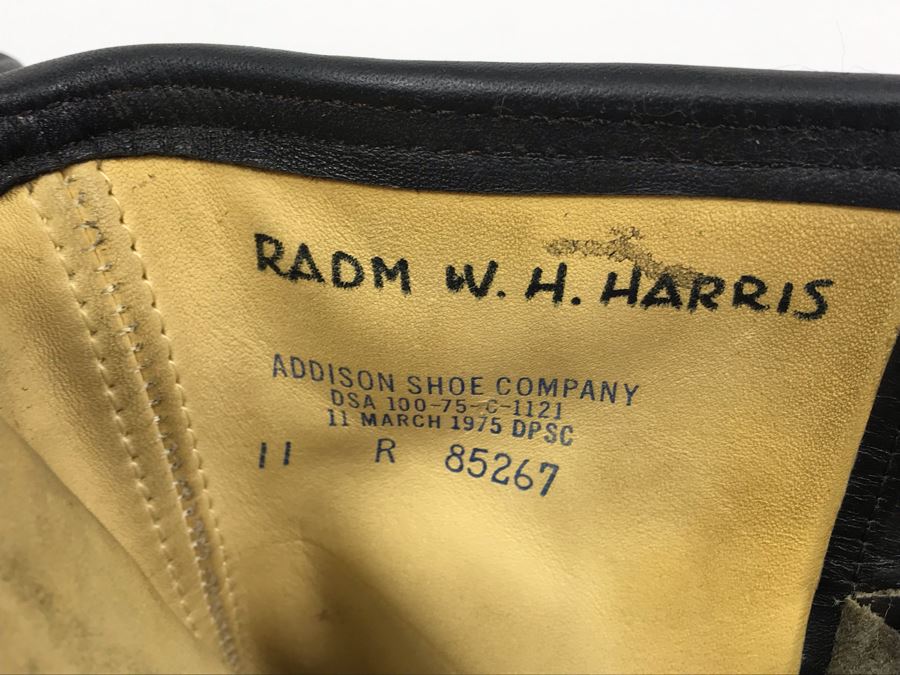 RADM W. H. HARRIS
ADDISON SHOE COMPANY
DSA 100-75-C-1121
11 MARCH 1975 DPSC
11 R 85267